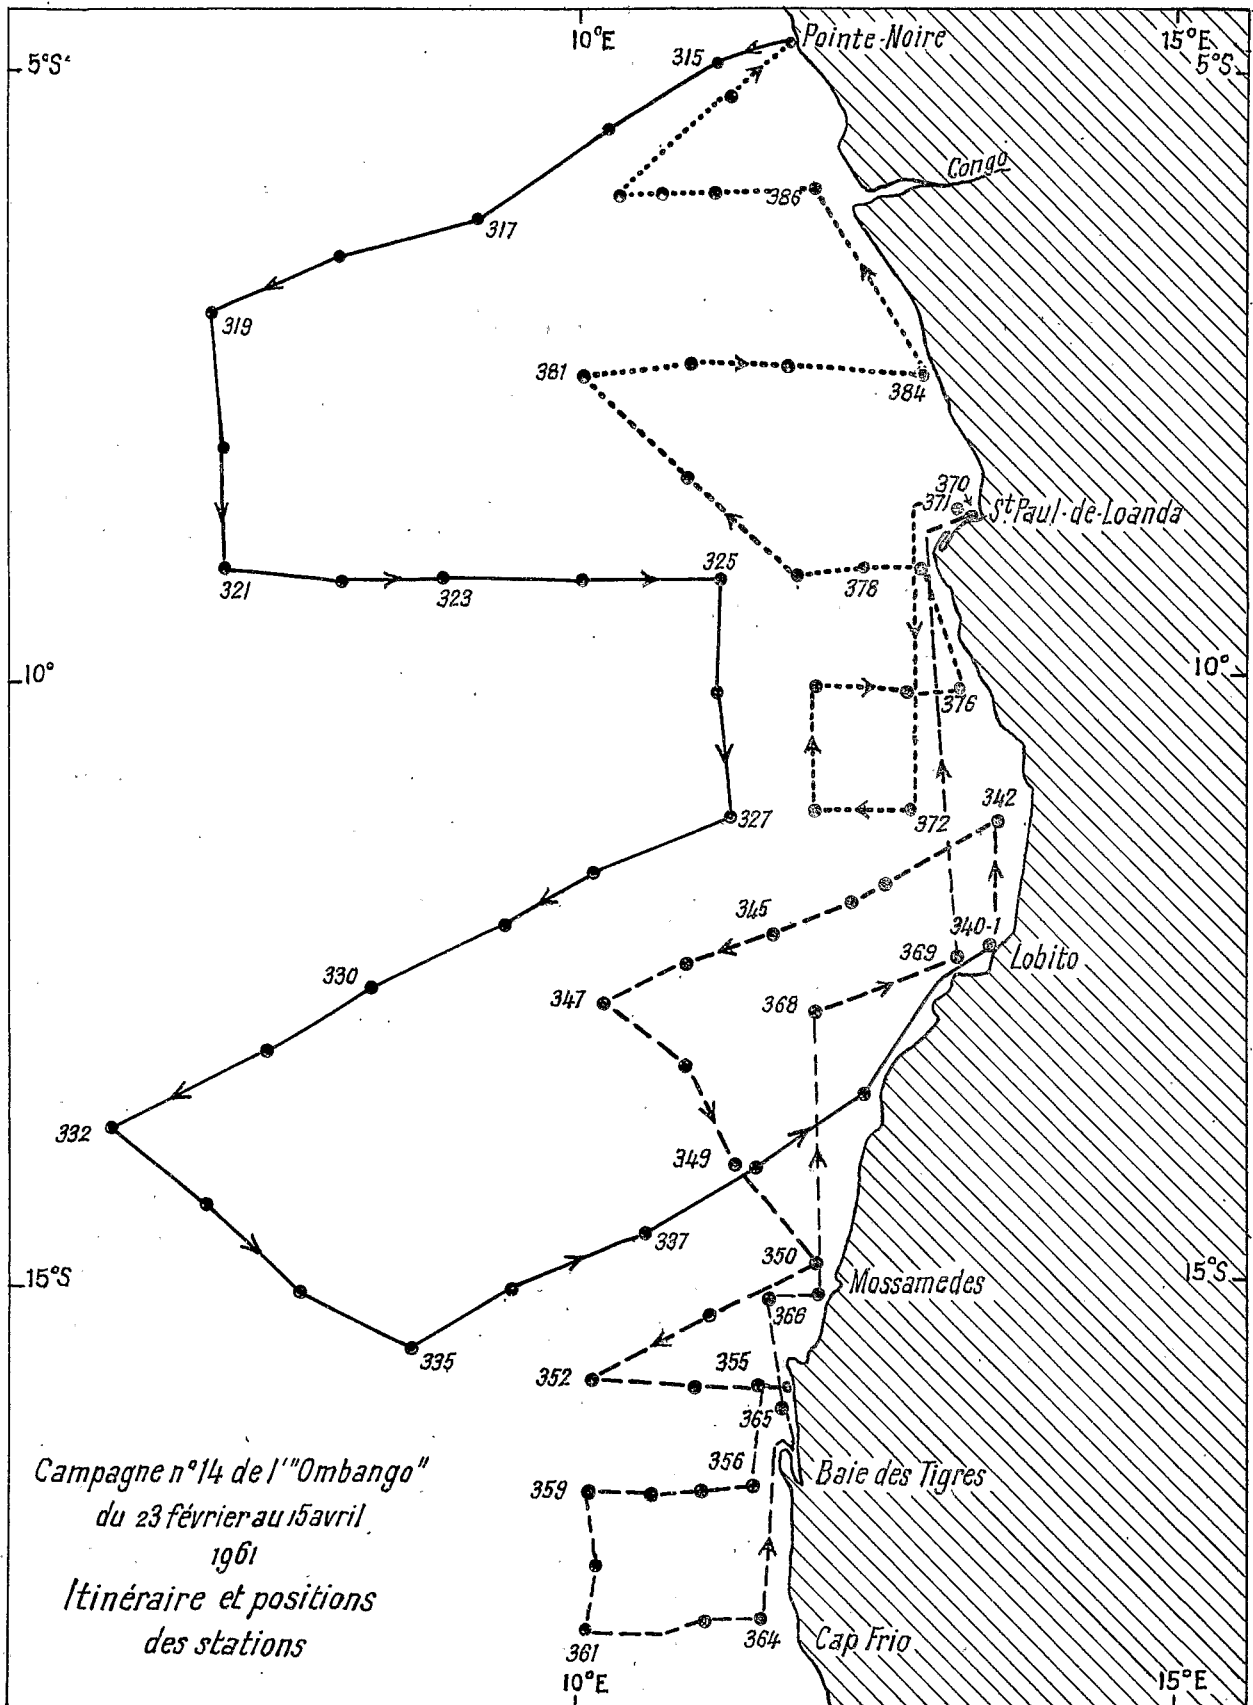 10°E
15°E
Pointe-Noire
5°S
5°S
315
Congo
386
317
319
381
384
370
371
St Paul-de-Loanda
321
323
325
378
10°
10°
376
327
372
342
345
340-1
330
347
369
Lobito
368
332
349
337
350
15°S
15°S
Mossamedes
366
335
352
355
365
356
359
Baie des Tigres
Campagne n°14 de l'"Ombango"
du 23 février au 15 avril
1961
Itinéraire et positions
des stations
361
364
Cap Frio
10°E
15°E